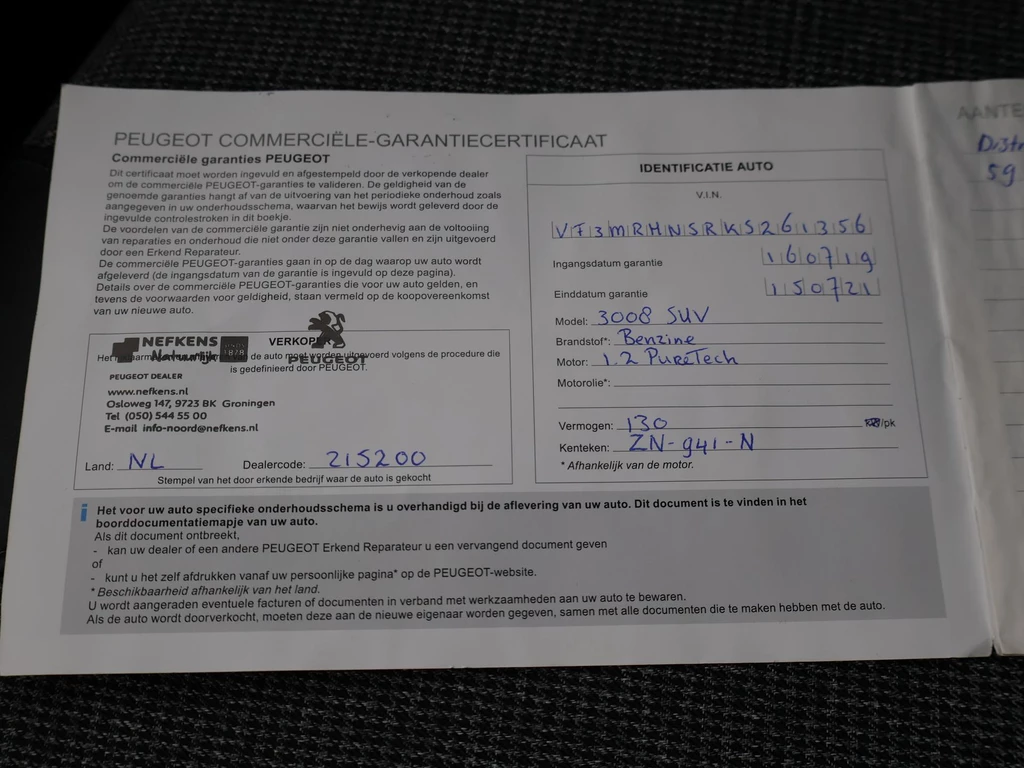 PEUGEOT COMMERCIËLE-GARANTIECERTIFICAAT
Commerciële garanties PEUGEOT
Dit certificaat moet worden ingevuld en afgestempeld door de verkopende dealer
om de commerciële PEUGEOT-garanties te valideren. De geldigheid van de
genoemde garanties hangt af van de uitvoering van het periodieke onderhoud zoals
aangegeven in uw onderhoudsschema, waarvan het bewijs wordt geleverd door de
ingevulde controlestroken in dit boekje.
De voordelen van de commerciële garantie zijn niet onderhevig aan de voltooiing
van reparaties en onderhoud die niet onder deze garantie vallen en zijn uitgevoerd
door een Erkend Reparateur.
De commerciële PEUGEOT-garanties gaan in op de dag waarop uw auto wordt
afgeleverd (de ingangsdatum van de garantie is ingevuld op deze pagina).
Details over de commerciële PEUGEOT-garanties die voor uw auto gelden, en
tevens de voorwaarden voor geldigheid, staan vermeld op de koopovereenkomst
van uw nieuwe auto.
NEFKENS
Natuurlijk
SINDS 1878
PEUGEOT
de auto moet worden uitgevoerd volgens de procedure die
is gedefinieerd door PEUGEOT.
PEUGEOT DEALER
www.nefkens.nl
Osloweg 147, 9723 BK Groningen
Tel (050) 544 55 00
E-mail info-noord@nefkens.nl
Land: NL Dealercode: 215200
Stempel van het door erkende bedrijf waar de auto is gekocht
IDENTIFICATIE AUTO
V.I.N.
VF3MRHNSRKS261356
Ingangsdatum garantie 160719
Einddatum garantie 150721
Model: 3008 SUV
Brandstof*: Benzine
Motor: 1.2 PureTech
Motorolie*:
Vermogen: 130 /pk
Kenteken: ZN-941-N
* Afhankelijk van de motor.
i Het voor uw auto specifieke onderhoudsschema is u overhandigd bij de aflevering van uw auto. Dit document is te vinden in het
boorddocumentatiemapje van uw auto.
Als dit document ontbreekt,
- kan uw dealer of een andere PEUGEOT Erkend Reparateur u een vervangend document geven
of
- kunt u het zelf afdrukken vanaf uw persoonlijke pagina* op de PEUGEOT-website.
* Beschikbaarheid afhankelijk van het land.
U wordt aangeraden eventuele facturen of documenten in verband met werkzaamheden aan uw auto te bewaren.
Als de auto wordt doorverkocht, moeten deze aan de nieuwe eigenaar worden gegeven, samen met alle documenten die te maken hebben met de auto.
AANTE
Distr
59